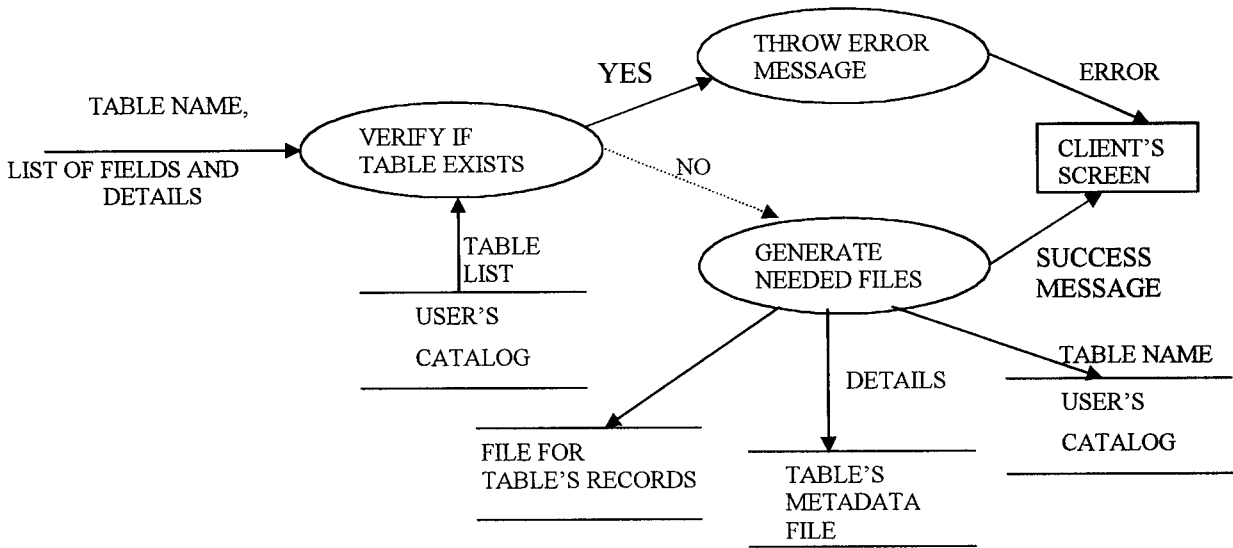 THROW ERROR
MESSAGE
YES
ERROR
TABLE NAME,
VERIFY IF
TABLE EXISTS
CLIENT'S
SCREEN
LIST OF FIELDS AND
DETAILS
NO
TABLE
LIST
GENERATE
NEEDED FILES
SUCCESS
MESSAGE
USER'S
CATALOG
TABLE NAME
DETAILS
USER'S
CATALOG
FILE FOR
TABLE'S RECORDS
TABLE'S
METADATA
FILE